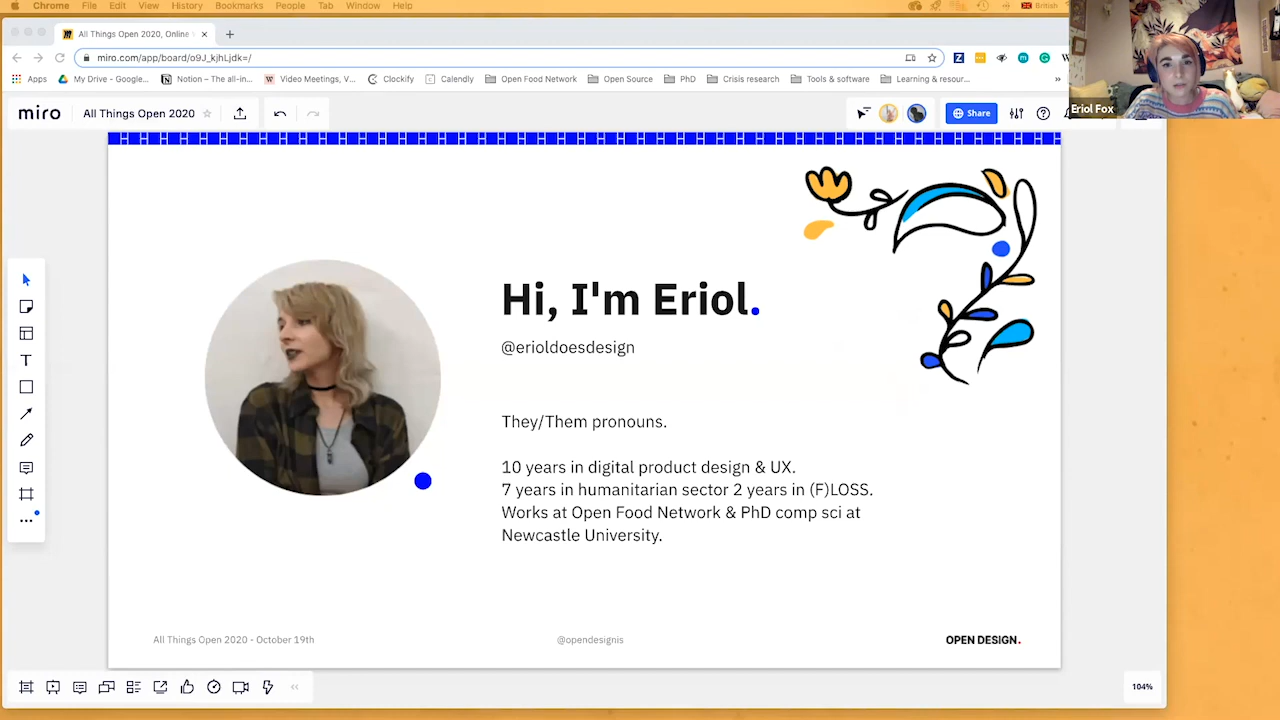 Chrome File Edit View History Bookmarks People Tab Window Help British
All Things Open 2020, Online
miro.com/app/board/o9J_kjhLjdk=/
Apps My Drive - Google... Notion – The all-in... Video Meetings, V... Clockify Calendly Open Food Network Open Source PhD Crisis research Tools & software Learning & resour... »
Eriol Fox
miro All Things Open 2020 Share
Hi, I'm Eriol.
@erioldoesdesign
They/Them pronouns.
10 years in digital product design & UX.
7 years in humanitarian sector 2 years in (F)LOSS.
Works at Open Food Network & PhD comp sci at
Newcastle University.
All Things Open 2020 - October 19th @opendesignis OPEN DESIGN.
104%